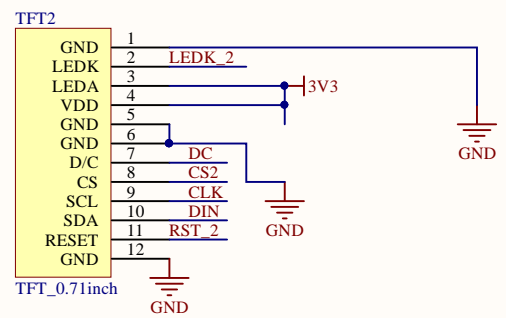 TFT2
GND 1
LEDK 2 LEDK_2
LEDA 3 3V3
VDD 4
GND 5
GND 6
D/C 7 DC
CS 8 CS2
SCL 9 CLK
SDA 10 DIN
RESET 11 RST_2
GND 12
GND
GND
GND
TFT_0.71inch